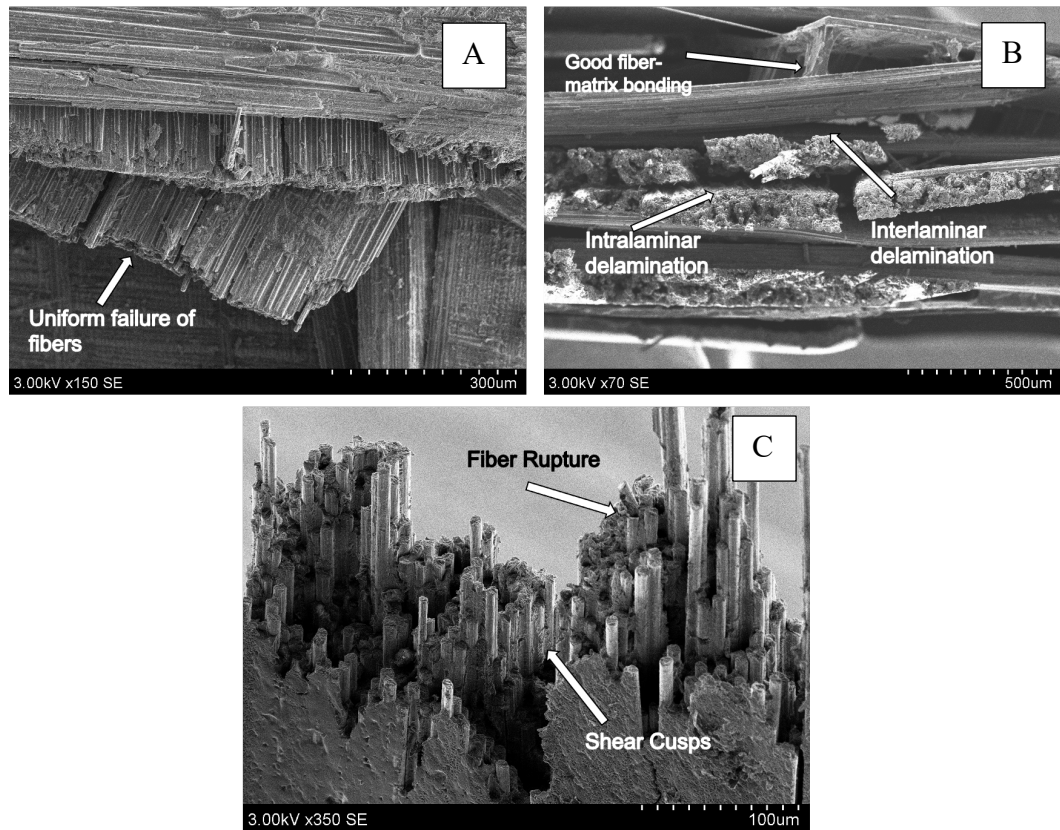 A
Uniform failure of
fibers
3.00kV x150 SE
300um
B
Good fiber-
matrix bonding
Intralaminar
delamination
Interlaminar
delamination
3.00kV x70 SE
500um
C
Fiber Rupture
Shear Cusps
3.00kV x350 SE
100um